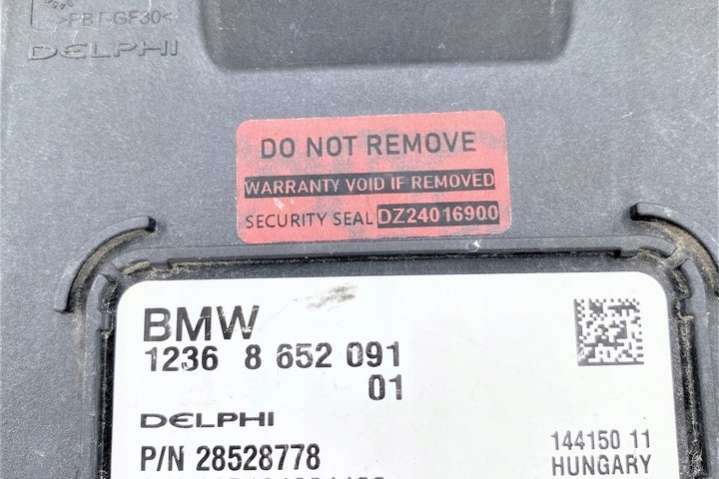 >PBT-GF30<
DELPHI
DO NOT REMOVE
WARRANTY VOID IF REMOVED
SECURITY SEAL DZ24016900
BMW
1236 8 652 091
01
DELPHI
P/N 28528778
144150 11
HUNGARY